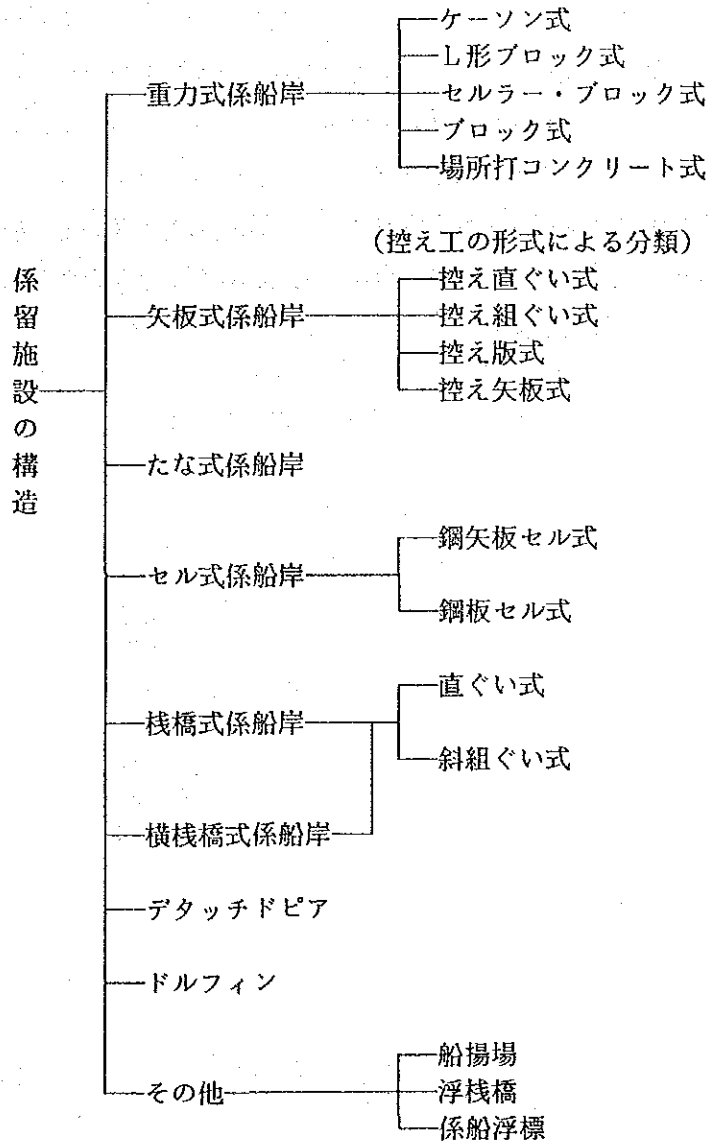 係留施設の構造
重力式係船岸
ケーソン式
L形ブロック式
セルラー・ブロック式
ブロック式
場所打コンクリート式
(控え工の形式による分類)
矢板式係船岸
控え直ぐい式
控え組ぐい式
控え版式
控え矢板式
たな式係船岸
セル式係船岸
鋼矢板セル式
鋼板セル式
桟橋式係船岸
直ぐい式
斜組ぐい式
横桟橋式係船岸
デタッチドピア
ドルフィン
その他
船揚場
浮桟橋
係船浮標